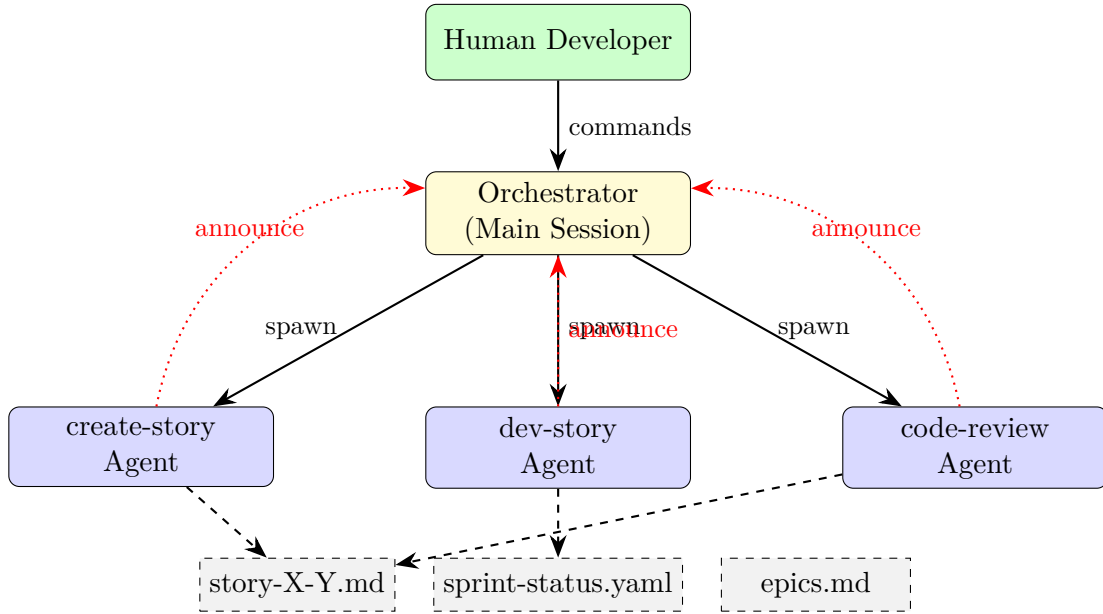 Human Developer
commands
Orchestrator
(Main Session)
announce
announce
spawn
spawn
announce
spawn
create-story
Agent
dev-story
Agent
code-review
Agent
story-X-Y.md
sprint-status.yaml
epics.md